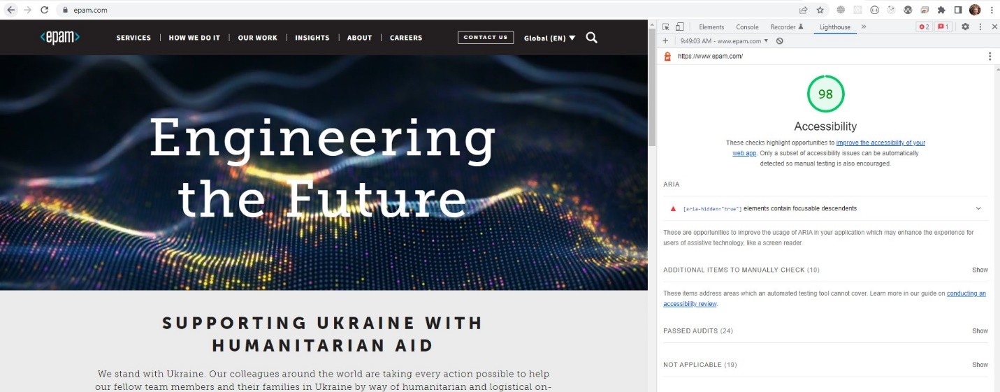 epam.com
<epam>
SERVICES | HOW WE DO IT | OUR WORK | INSIGHTS | ABOUT | CAREERS
CONTACT US
Global (EN) ▼
Engineering
the Future
SUPPORTING UKRAINE WITH
HUMANITARIAN AID
We stand with Ukraine. Our colleagues around the world are taking every action possible to help
our fellow team members and their families in Ukraine by way of humanitarian and logistical on-
Elements Console Recorder Lighthouse » 2 1
+ 9:49:03 AM - www.epam.com ▼
https://www.epam.com/
98
Accessibility
These checks highlight opportunities to improve the accessibility of your
web app. Only a subset of accessibility issues can be automatically
detected so manual testing is also encouraged.
ARIA
[aria-hidden="true"] elements contain focusable descendents
These are opportunities to improve the usage of ARIA in your application which may enhance the experience for
users of assistive technology, like a screen reader.
ADDITIONAL ITEMS TO MANUALLY CHECK (10) Show
These items address areas which an automated testing tool cannot cover. Learn more in our guide on conducting an
accessibility review.
PASSED AUDITS (24) Show
NOT APPLICABLE (19) Show